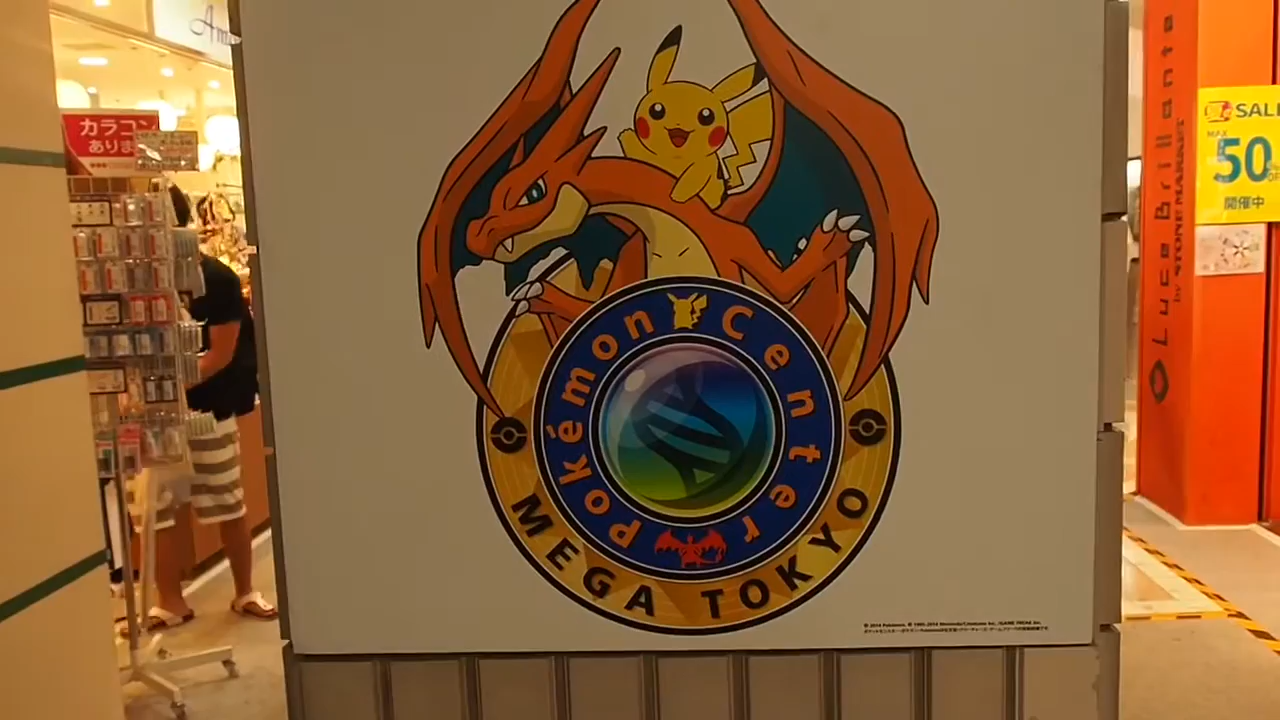 カラコン
ありま
Pokémon Center
MEGA TOKYO
Luce Brillante
by STONE MARKET
SALE
MAX
50
開催中